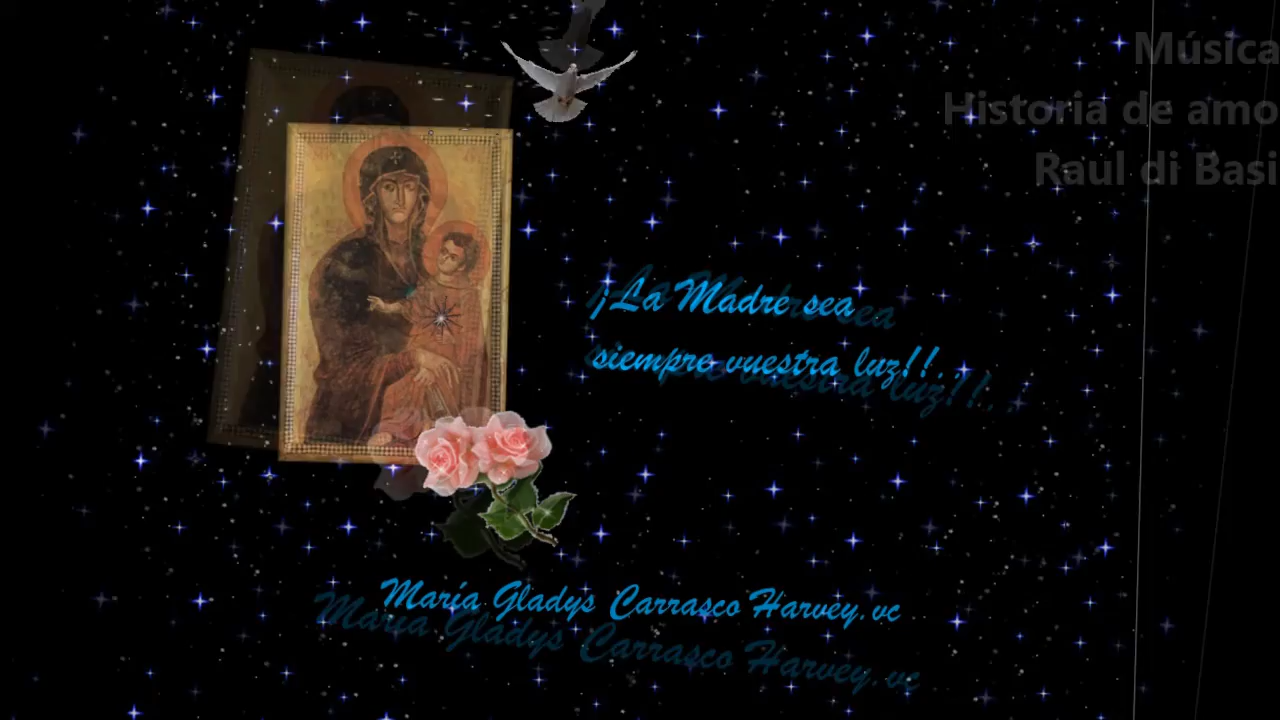 Música
Historia de amo
Raul di Basi
¡La Madre sea
siempre vuestra luz!!.
María Gladys Carrasco Harvey.vc